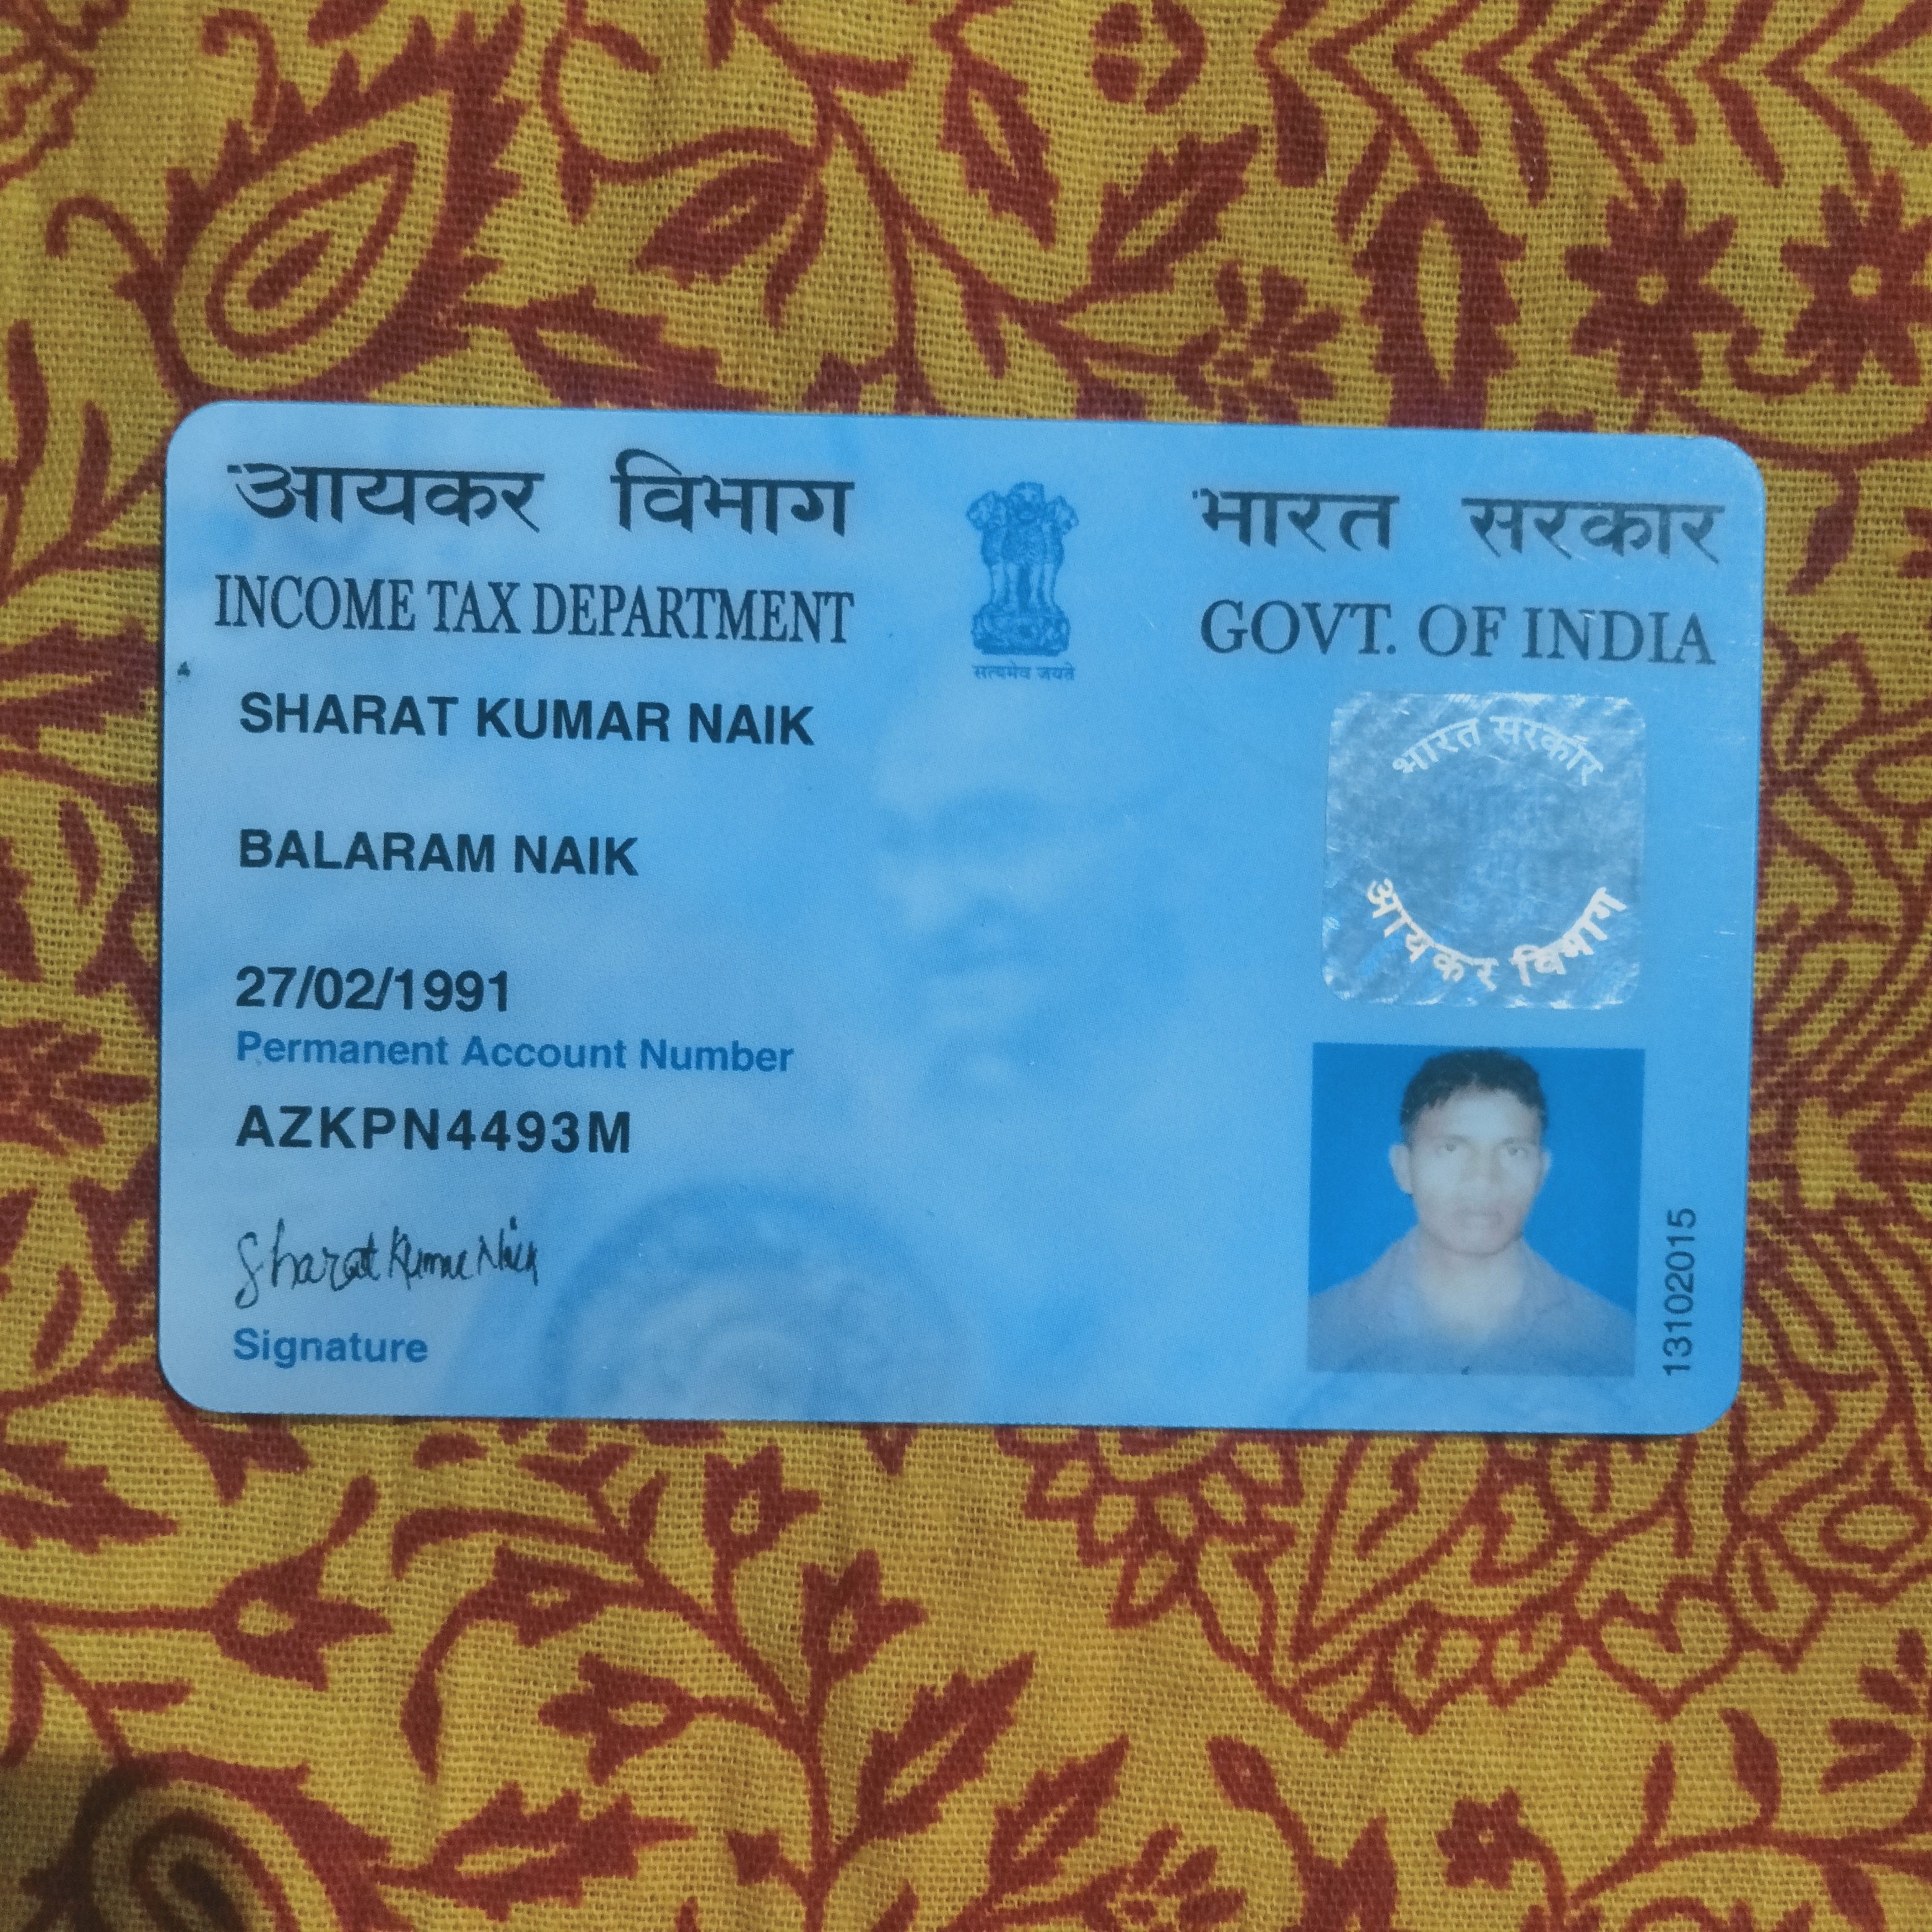 आयकर विभाग
INCOME TAX DEPARTMENT
सत्यमेव जयते
भारत सरकार
GOVT. OF INDIA
SHARAT KUMAR NAIK
BALARAM NAIK
27/02/1991
Permanent Account Number
AZKPN4493M
Sharat Kumar Naik
Signature
भारत सरकार
आयकर विभाग
13102015